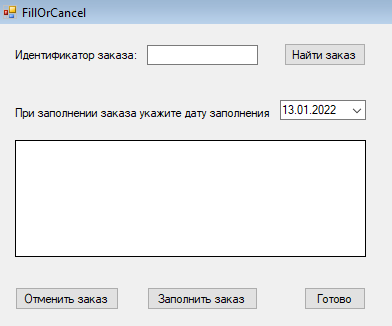 FillOrCancel
Идентификатор заказа: Найти заказ
При заполнении заказа укажите дату заполнения 13.01.2022
Отменить заказ Заполнить заказ Готово